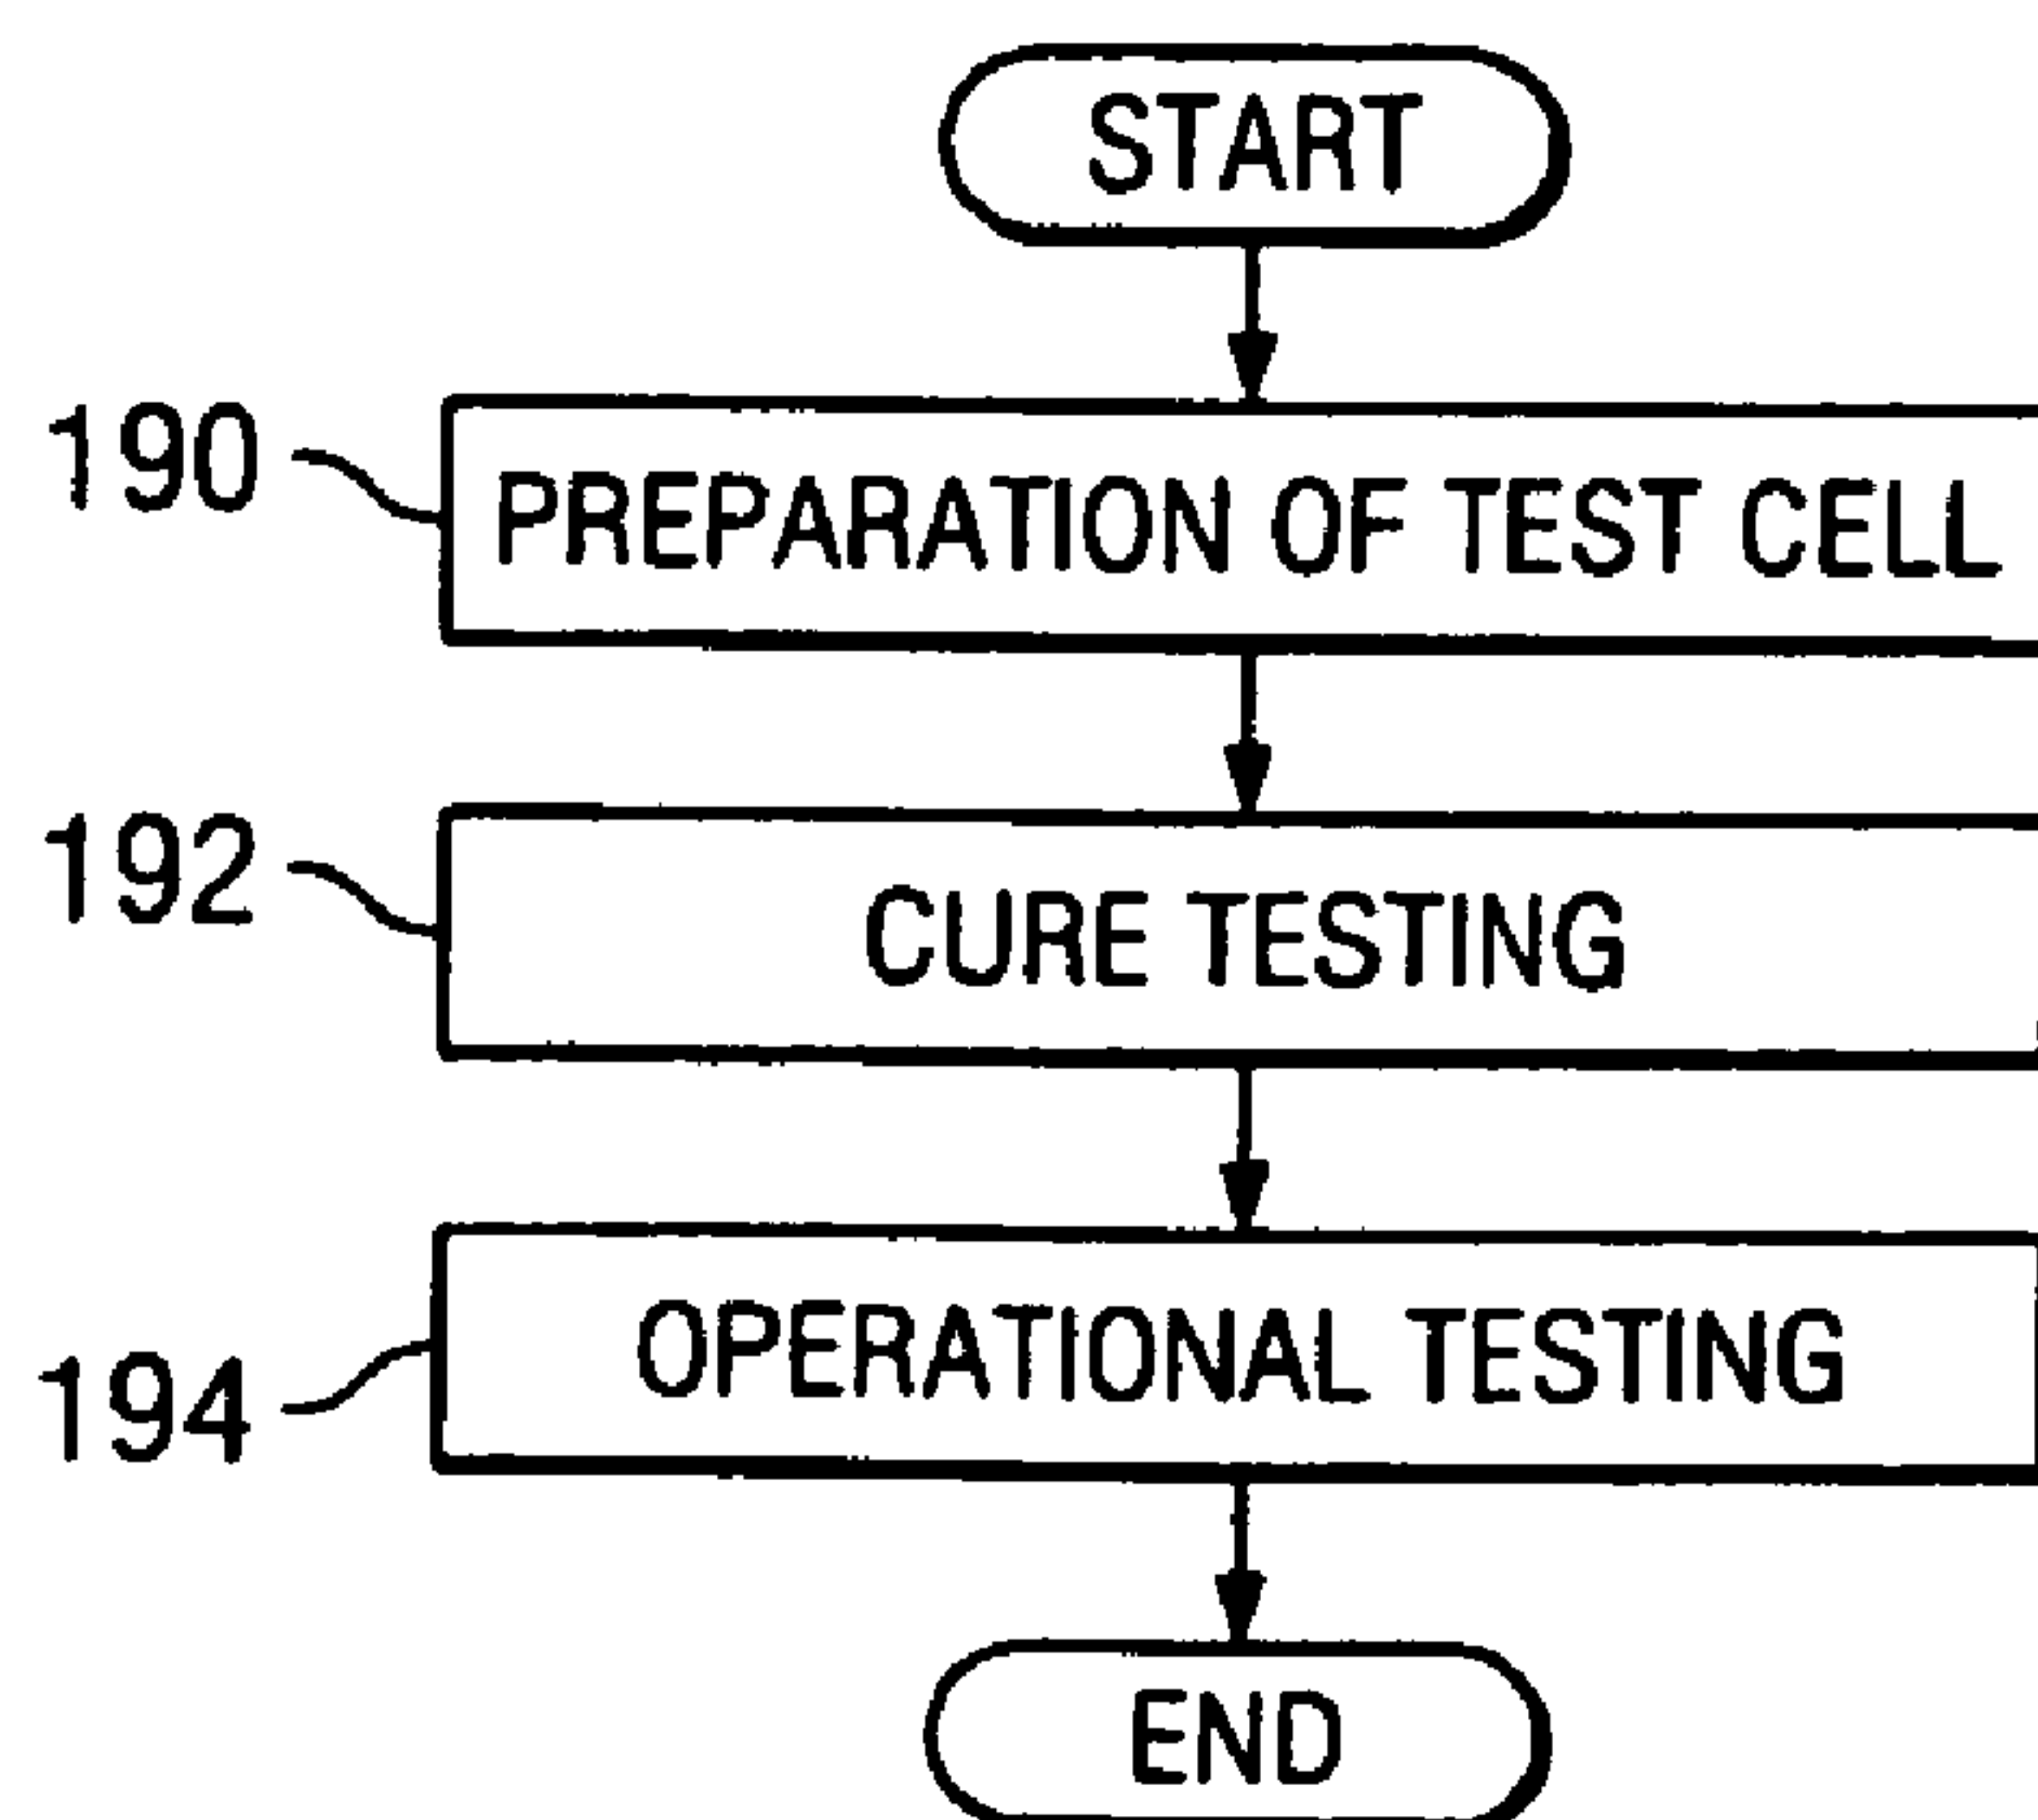 START
190
PREPARATION OF TEST CELL
192
CURE TESTING
OPERATIONAL TESTING
194
END